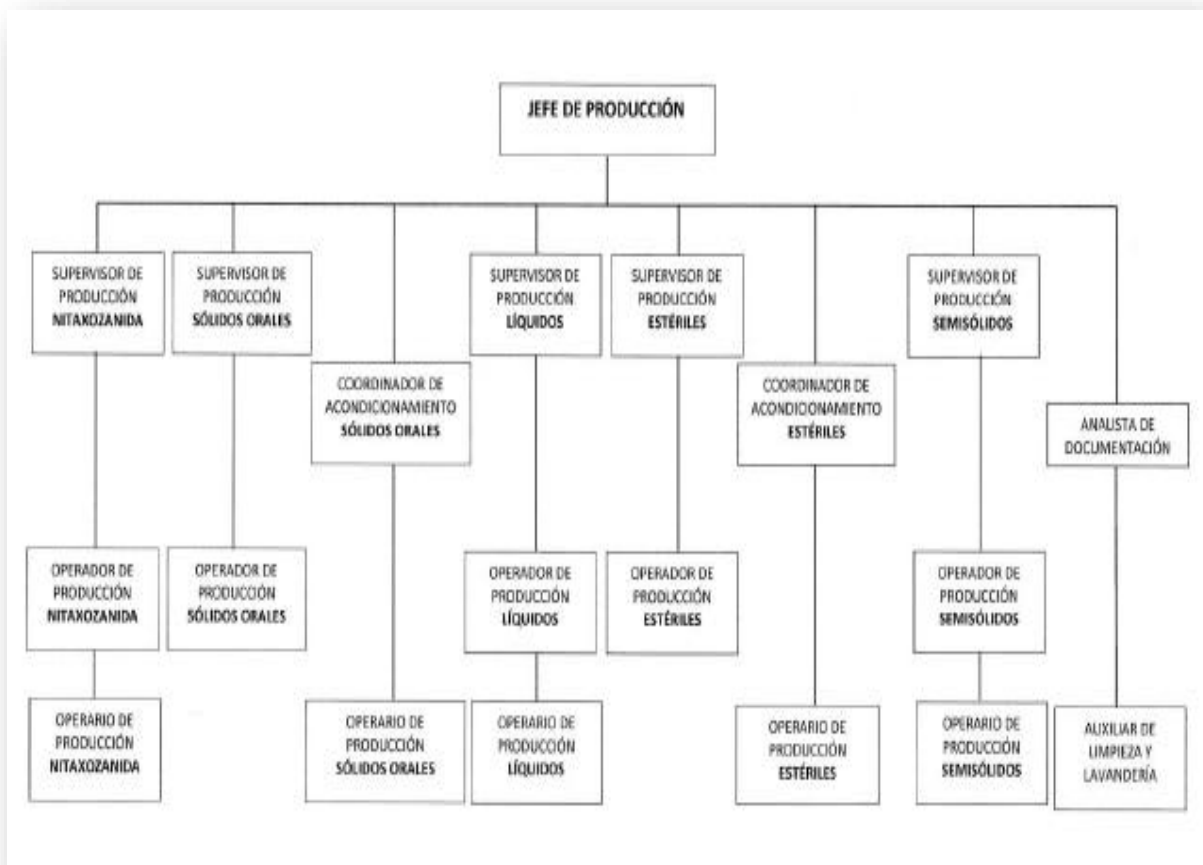 JEFE DE PRODUCCIÓN
SUPERVISOR DE
PRODUCCIÓN
NITAXOZANIDA
SUPERVISOR DE
PRODUCCIÓN
SÓLIDOS ORALES
SUPERVISOR DE
PRODUCCIÓN
LÍQUIDOS
SUPERVISOR DE
PRODUCCIÓN
ESTÉRILES
SUPERVISOR DE
PRODUCCIÓN
SEMISÓLIDOS
COORDINADOR DE
ACONDICIONAMIENTO
SÓLIDOS ORALES
COORDINADOR DE
ACONDICIONAMIENTO
ESTÉRILES
ANALISTA DE
DOCUMENTACIÓN
OPERADOR DE
PRODUCCIÓN
NITAXOZANIDA
OPERADOR DE
PRODUCCIÓN
SÓLIDOS ORALES
OPERADOR DE
PRODUCCIÓN
LÍQUIDOS
OPERADOR DE
PRODUCCIÓN
ESTÉRILES
OPERADOR DE
PRODUCCIÓN
SEMISÓLIDOS
OPERARIO DE
PRODUCCIÓN
NITAXOZANIDA
OPERARIO DE
PRODUCCIÓN
SÓLIDOS ORALES
OPERARIO DE
PRODUCCIÓN
LÍQUIDOS
OPERARIO DE
PRODUCCIÓN
ESTÉRILES
OPERARIO DE
PRODUCCIÓN
SEMISÓLIDOS
AUXILIAR DE
LIMPIEZA Y
LAVANDERÍA